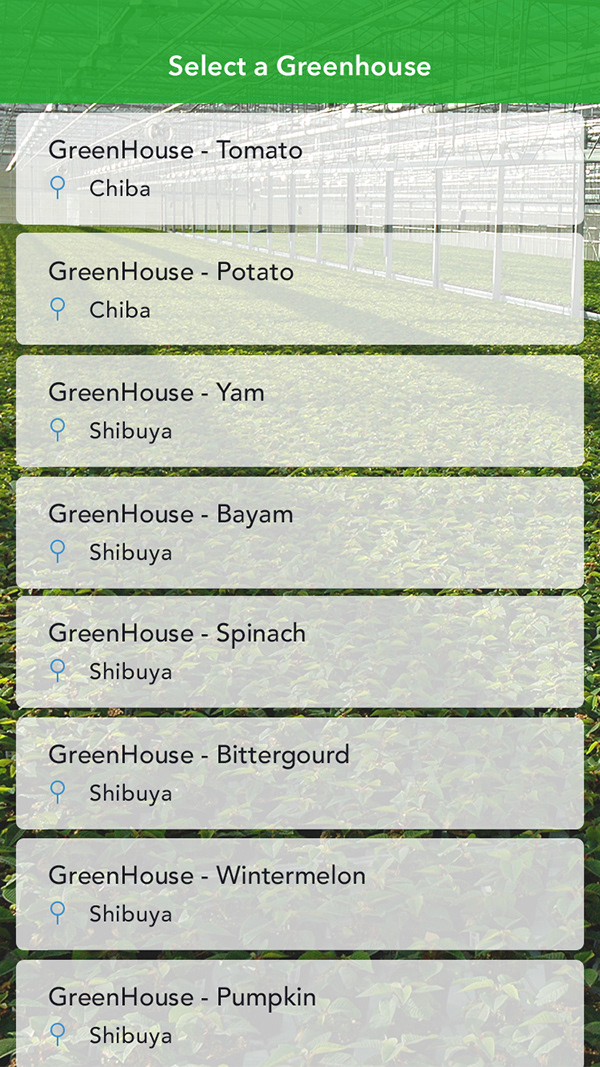 Select a Greenhouse
GreenHouse - Tomato
Chiba
GreenHouse - Potato
Chiba
GreenHouse - Yam
Shibuya
GreenHouse - Bayam
Shibuya
GreenHouse - Spinach
Shibuya
GreenHouse - Bittergourd
Shibuya
GreenHouse - Wintermelon
Shibuya
GreenHouse - Pumpkin
Shibuya